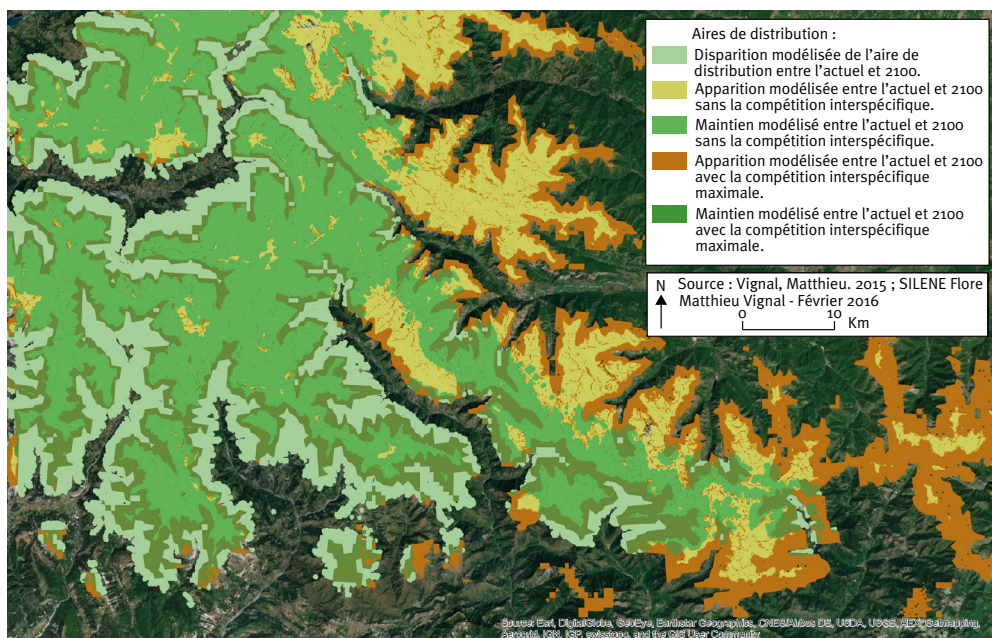 Aires de distribution :
Disparition modélisée de l'aire de
distribution entre l'actuel et 2100.
Apparition modélisée entre l'actuel et 2100
sans la compétition interspécifique.
Maintien modélisé entre l'actuel et 2100
sans la compétition interspécifique.
Apparition modélisée entre l'actuel et 2100
avec la compétition interspécifique
maximale.
Maintien modélisé entre l'actuel et 2100
avec la compétition interspécifique
maximale.
N Source : Vignal, Matthieu. 2015 ; SILENE Flore
Matthieu Vignal - Février 2016
0 10
Km
Source: Esri, DigitalGlobe, GeoEye, Earthstar Geographics, CNES/Airbus DS, USDA, USGS, AEX, Getmapping,
Aerogrid, IGN, IGP, swisstopo, and the GIS User Community